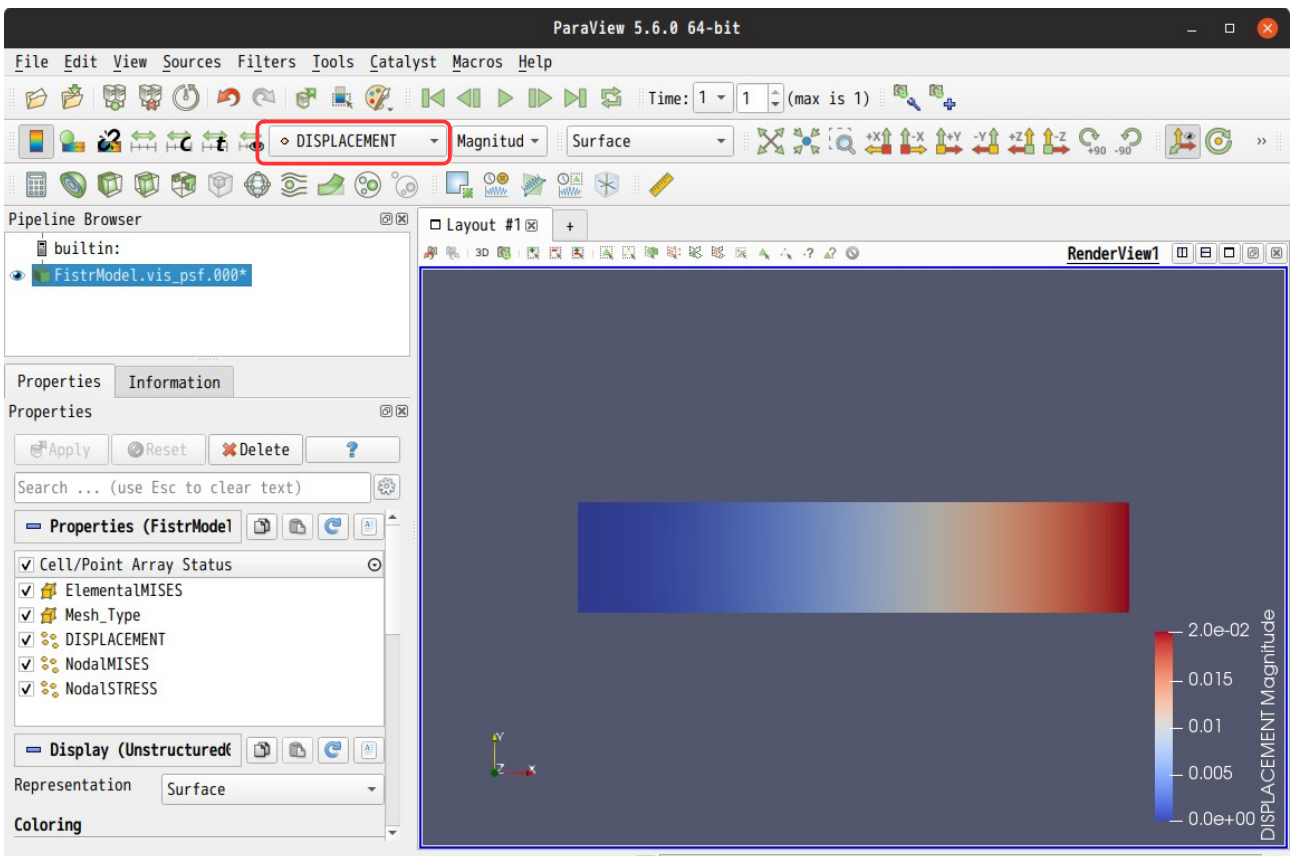 ParaView 5.6.0 64-bit
File Edit View Sources Filters Tools Catalyst Macros Help
Time: 1 1 (max is 1)
DISPLACEMENT Magnitud Surface +X -X +Y -Y +Z -Z +90 -90 »
Pipeline Browser
builtin:
FistrModel.vis_psf.000*
Layout #1 +
3D RenderView1
Properties Information
Properties
Apply Reset Delete ?
Search ... (use Esc to clear text)
Properties (FistrModel
Cell/Point Array Status
ElementalMISES
Mesh_Type
DISPLACEMENT
NodalMISES
NodalSTRESS
Display (Unstructured
Representation Surface
Coloring
Y
Z X
2.0e-02
0.015
0.01
0.005
0.0e+00
DISPLACEMENT Magnitude